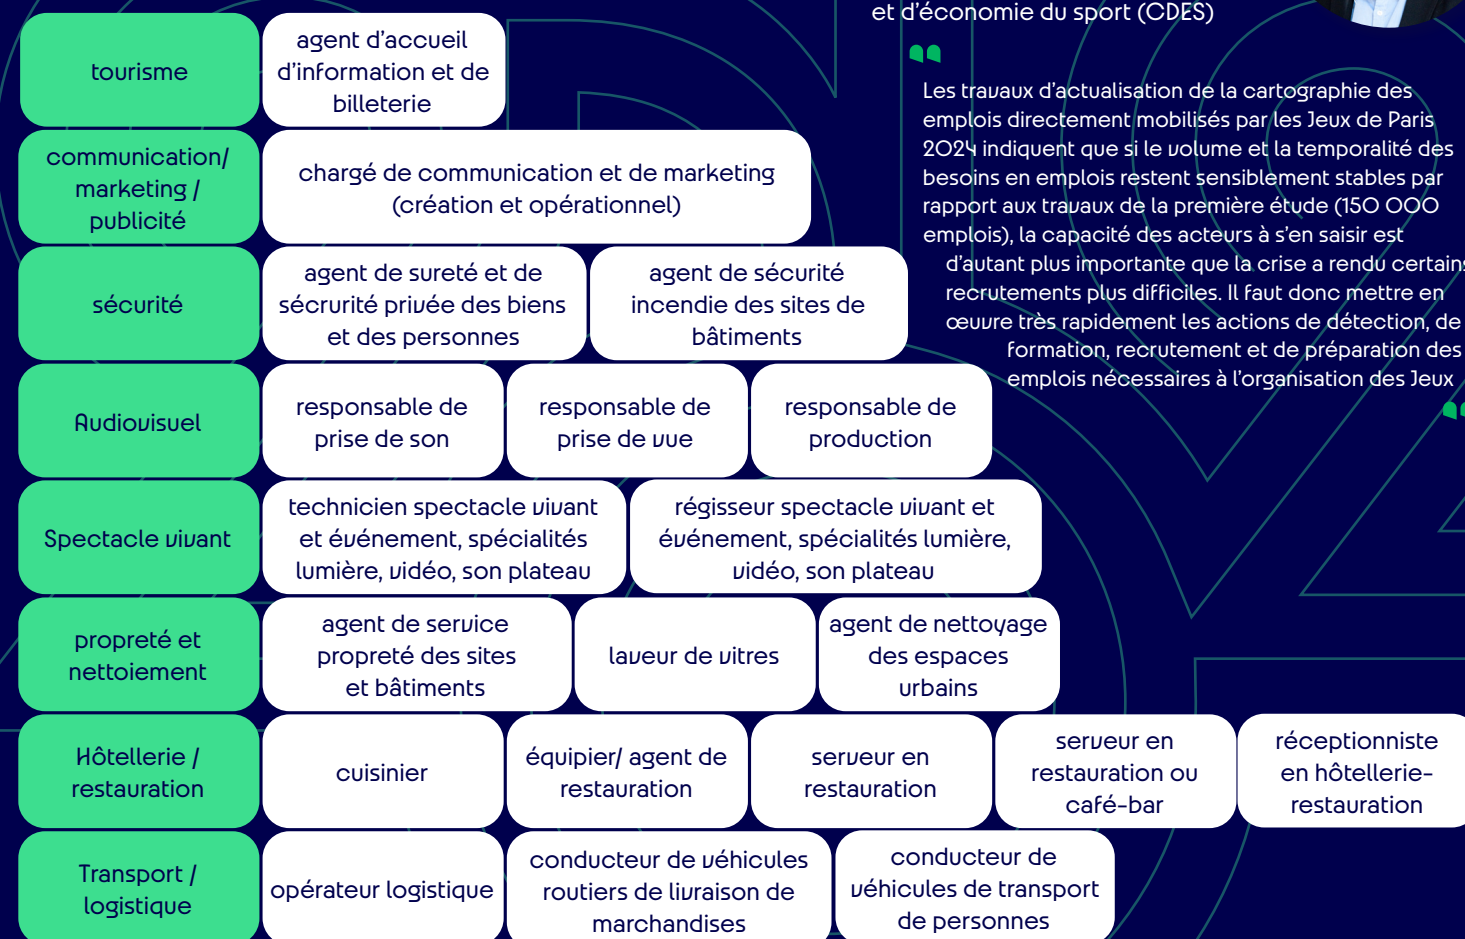 et d'économie du sport (CDES)
Les travaux d'actualisation de la cartographie des
emplois directement mobilisés par les Jeux de Paris
2024 indiquent que si le volume et la temporalité des
besoins en emplois restent sensiblement stables par
rapport aux travaux de la première étude (150 000
emplois), la capacité des acteurs à s'en saisir est
d'autant plus importante que la crise a rendu certains
recrutements plus difficiles. Il faut donc mettre en
œuvre très rapidement les actions de détection, de
formation, recrutement et de préparation des
emplois nécessaires à l'organisation des Jeux
tourisme
agent d'accueil
d'information et de
billeterie
communication/
marketing /
publicité
chargé de communication et de marketing
(création et opérationnel)
sécurité
agent de sureté et de
sécrurité privée des biens
et des personnes
agent de sécurité
incendie des sites de
bâtiments
Audiovisuel
responsable de
prise de son
responsable de
prise de vue
responsable de
production
Spectacle vivant
technicien spectacle vivant
et événement, spécialités
lumière, vidéo, son plateau
régisseur spectacle vivant et
événement, spécialités lumière,
vidéo, son plateau
propreté et
nettoiement
agent de service
propreté des sites
et bâtiments
laveur de vitres
agent de nettoyage
des espaces
urbains
Hôtellerie /
restauration
cuisinier
équipier/ agent de
restauration
serveur en
restauration
serveur en
restauration ou
café-bar
réceptionniste
en hôtellerie-
restauration
Transport /
logistique
opérateur logistique
conducteur de véhicules
routiers de livraison de
marchandises
conducteur de
véhicules de transport
de personnes